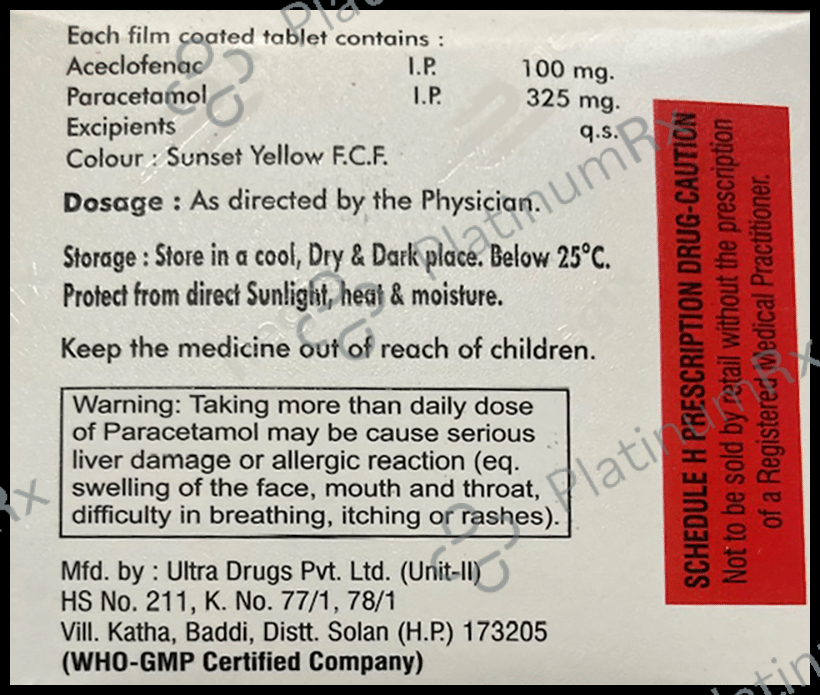 Each film coated tablet contains :
Aceclofenac I.P. 100 mg.
Paracetamol I.P. 325 mg.
Excipients q.s.
Colour : Sunset Yellow F.C.F.
Dosage : As directed by the Physician.
Storage : Store in a cool, Dry & Dark place. Below 25°C.
Protect from direct Sunlight, heat & moisture.
Keep the medicine out of reach of children.
Warning: Taking more than daily dose
of Paracetamol may be cause serious
liver damage or allergic reaction (eq.
swelling of the face, mouth and throat,
difficulty in breathing, itching or rashes).
Mfd. by : Ultra Drugs Pvt. Ltd. (Unit-II)
HS No. 211, K. No. 77/1, 78/1
Vill. Katha, Baddi, Distt. Solan (H.P.) 173205
(WHO-GMP Certified Company)
SCHEDULE H PRESCRIPTION DRUG-CAUTION
Not to be sold by retail without the prescription
of a Registered Medical Practitioner.
PlatinumRx
PlatinumRx